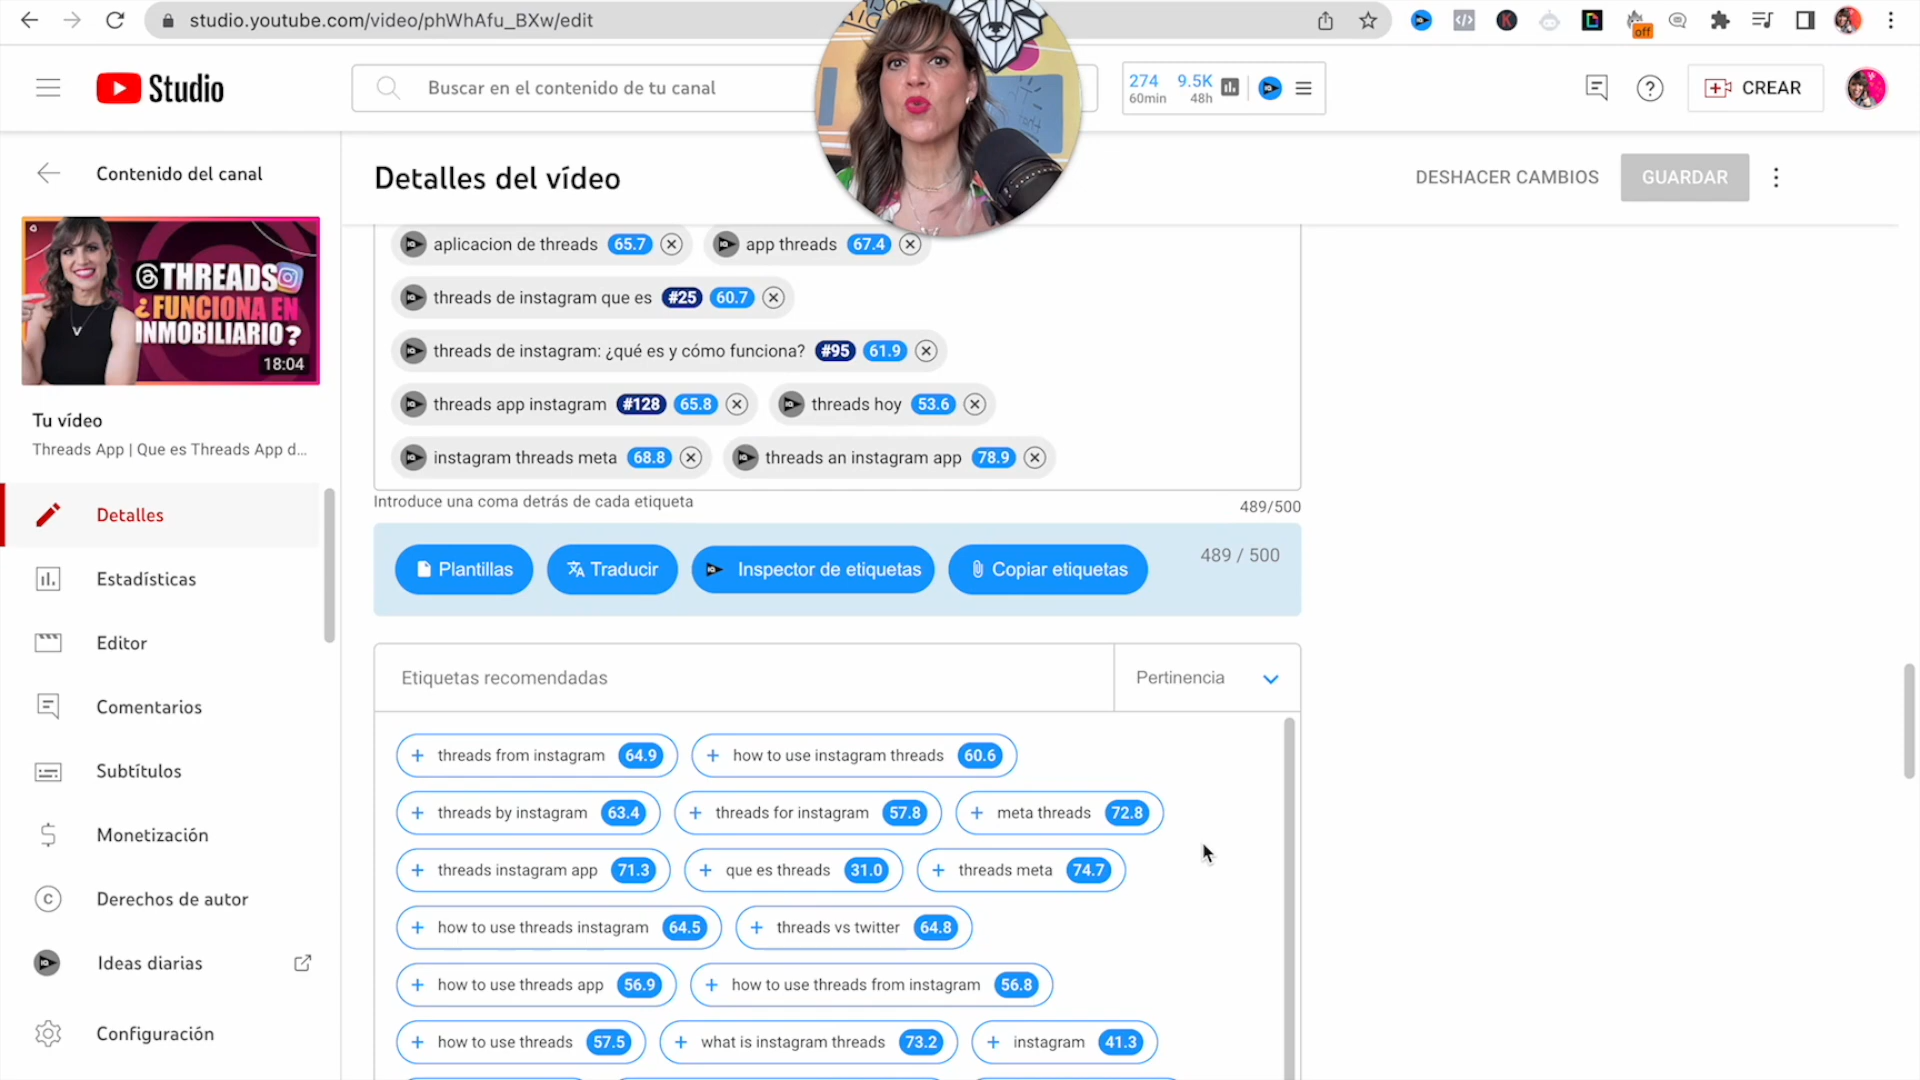 studio.youtube.com/video/phWhAfu_BXw/edit
off
Studio
Buscar en el contenido de tu canal
274
60min
9.5K
48h
CREAR
Contenido del canal
Detalles del vídeo
DESHACER CAMBIOS
GUARDAR
THREADS
¿FUNCIONA EN
INMOBILIARIO?
18:04
Tu vídeo
Threads App | Que es Threads App d...
Detalles
Estadísticas
Editor
Comentarios
Subtítulos
Monetización
Derechos de autor
Ideas diarias
Configuración
aplicacion de threads 65.7 app threads 67.4
threads de instagram que es #25 60.7
threads de instagram: ¿qué es y cómo funciona? #95 61.9
threads app instagram #128 65.8 threads hoy 53.6
instagram threads meta 68.8 threads an instagram app 78.9
Introduce una coma detrás de cada etiqueta
489/500
Plantillas Traducir Inspector de etiquetas Copiar etiquetas 489 / 500
Etiquetas recomendadas Pertinencia
+ threads from instagram 64.9 + how to use instagram threads 60.6
+ threads by instagram 63.4 + threads for instagram 57.8 + meta threads 72.8
+ threads instagram app 71.3 + que es threads 31.0 + threads meta 74.7
+ how to use threads instagram 64.5 + threads vs twitter 64.8
+ how to use threads app 56.9 + how to use threads from instagram 56.8
+ how to use threads 57.5 + what is instagram threads 73.2 + instagram 41.3